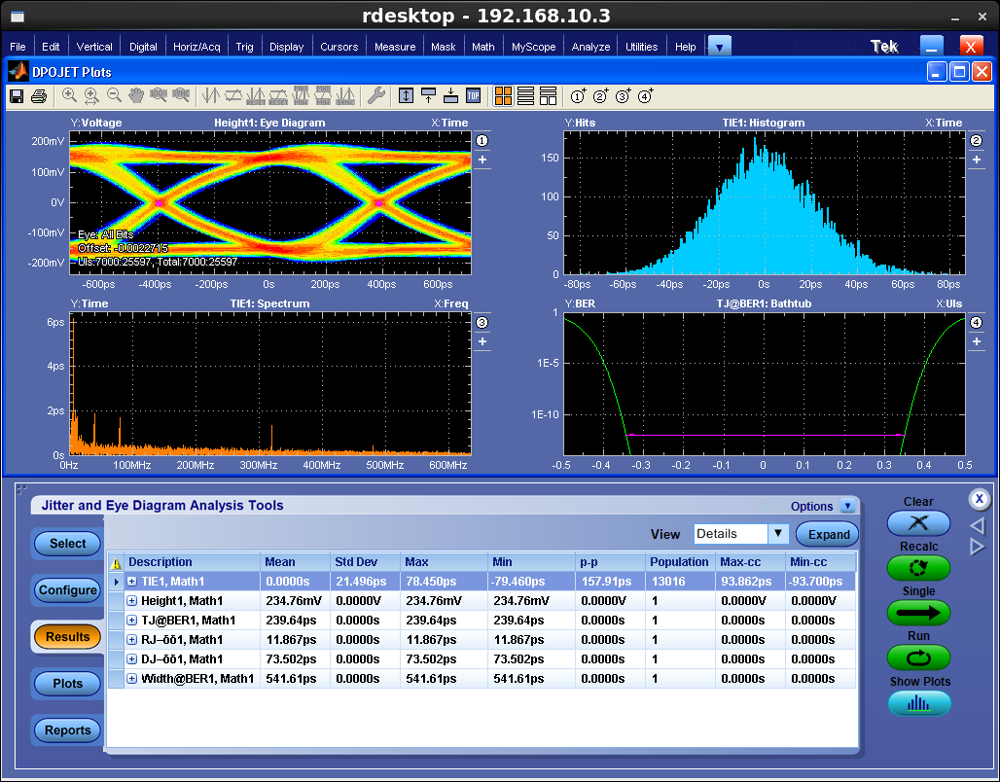 rdesktop - 192.168.10.3
File Edit Vertical Digital Horiz/Acq Trig Display Cursors Measure Mask Math MyScope Analyze Utilities Help Tek X
DPOJET Plots
RESET RESET TOP 1 2 3 4
Y:Voltage Height1: Eye Diagram X:Time
200mV
100mV
0V
-100mV
-200mV
Eye: All Bits
Offset: -0.0022715
UIs:7000:25597, Total:7000:25597
-600ps -400ps -200ps 0s 200ps 400ps 600ps
1
+
Y:Hits TIE1: Histogram X:Time
150
100
50
0
-80ps -60ps -40ps -20ps 0s 20ps 40ps 60ps 80ps
2
+
Y:Time TIE1: Spectrum X:Freq
6ps
4ps
2ps
0s
0Hz 100MHz 200MHz 300MHz 400MHz 500MHz 600MHz
3
+
Y:BER TJ@BER1: Bathtub X:UIs
1
1E-5
1E-10
-0.5 -0.4 -0.3 -0.2 -0.1 0.0 0.1 0.2 0.3 0.4 0.5
4
+
Jitter and Eye Diagram Analysis Tools Options
View Details Expand
Select
Configure
Results
Plots
Reports
Description Mean Std Dev Max Min p-p Population Max-cc Min-cc
TIE1, Math1 0.0000s 21.496ps 78.450ps -79.460ps 157.91ps 13016 93.862ps -93.700ps
Height1, Math1 234.76mV 0.0000V 234.76mV 234.76mV 0.0000V 1 0.0000V 0.0000V
TJ@BER1, Math1 239.64ps 0.0000s 239.64ps 239.64ps 0.0000s 1 0.0000s 0.0000s
RJ–δδ1, Math1 11.867ps 0.0000s 11.867ps 11.867ps 0.0000s 1 0.0000s 0.0000s
DJ–δδ1, Math1 73.502ps 0.0000s 73.502ps 73.502ps 0.0000s 1 0.0000s 0.0000s
Width@BER1, Math1 541.61ps 0.0000s 541.61ps 541.61ps 0.0000s 1 0.0000s 0.0000s
Clear
X
Recalc
Single
Run
Show Plots